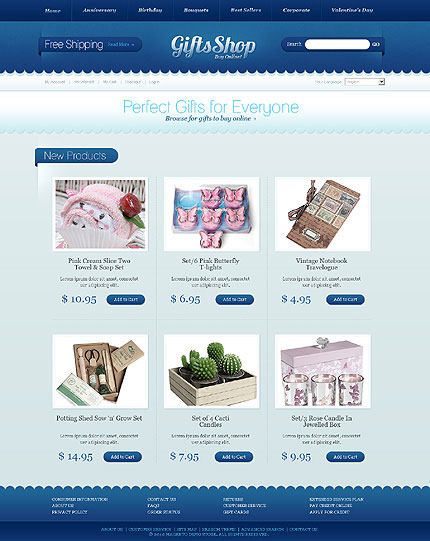 Home Anniversary Birthday Bouquets Best Sellers Corporate Valentine's Day
Free Shipping Read More »
GiftsShop
Buy Online!
Search GO
My Account | My Wishlist | My Cart | Checkout | Log In
Your Language: English
Perfect Gifts for Everyone
Browse for gifts to buy online »
New Products
Pink Cream Slice Two
Towel & Soap Set
Lorem ipsum dolor sit amet, consectet
uer adipiscing elit.
$ 10.95 Add to Cart
Set/6 Pink Butterfly
T-lights
Lorem ipsum dolor sit amet, consectet
uer adipiscing elit.
$ 6.95 Add to Cart
Vintage Notebook
Travelogue
Lorem ipsum dolor sit amet, consectet
uer adipiscing elit.
$ 4.95 Add to Cart
Potting Shed Sow 'n' Grow Set
Lorem ipsum dolor sit amet, consectet
uer adipiscing elit.
$ 14.95 Add to Cart
Set of 4 Cacti
Candles
Lorem ipsum dolor sit amet, consectet
uer adipiscing elit.
$ 7.95 Add to Cart
Set/3 Rose Candle In
Jewelled Box
Lorem ipsum dolor sit amet, consectet
uer adipiscing elit.
$ 9.95 Add to Cart
CONSUMER INFORMATION
ABOUT US
PRIVACY POLICY
CONTACT US
FAQS
ORDER STATUS
RETURNS
CUSTOMER SERVICE
GIFT CARDS
EXTENDED SERVICE PLAN
PAY CREDIT ONLINE
APPLY FOR CREDIT
ABOUT US | CUSTOMER SERVICE | SITE MAP | SEARCH TERMS | ADVANCED SEARCH | CONTACT US
MAGENTO DEMO STORE. ALL RIGHTS RESERVED.